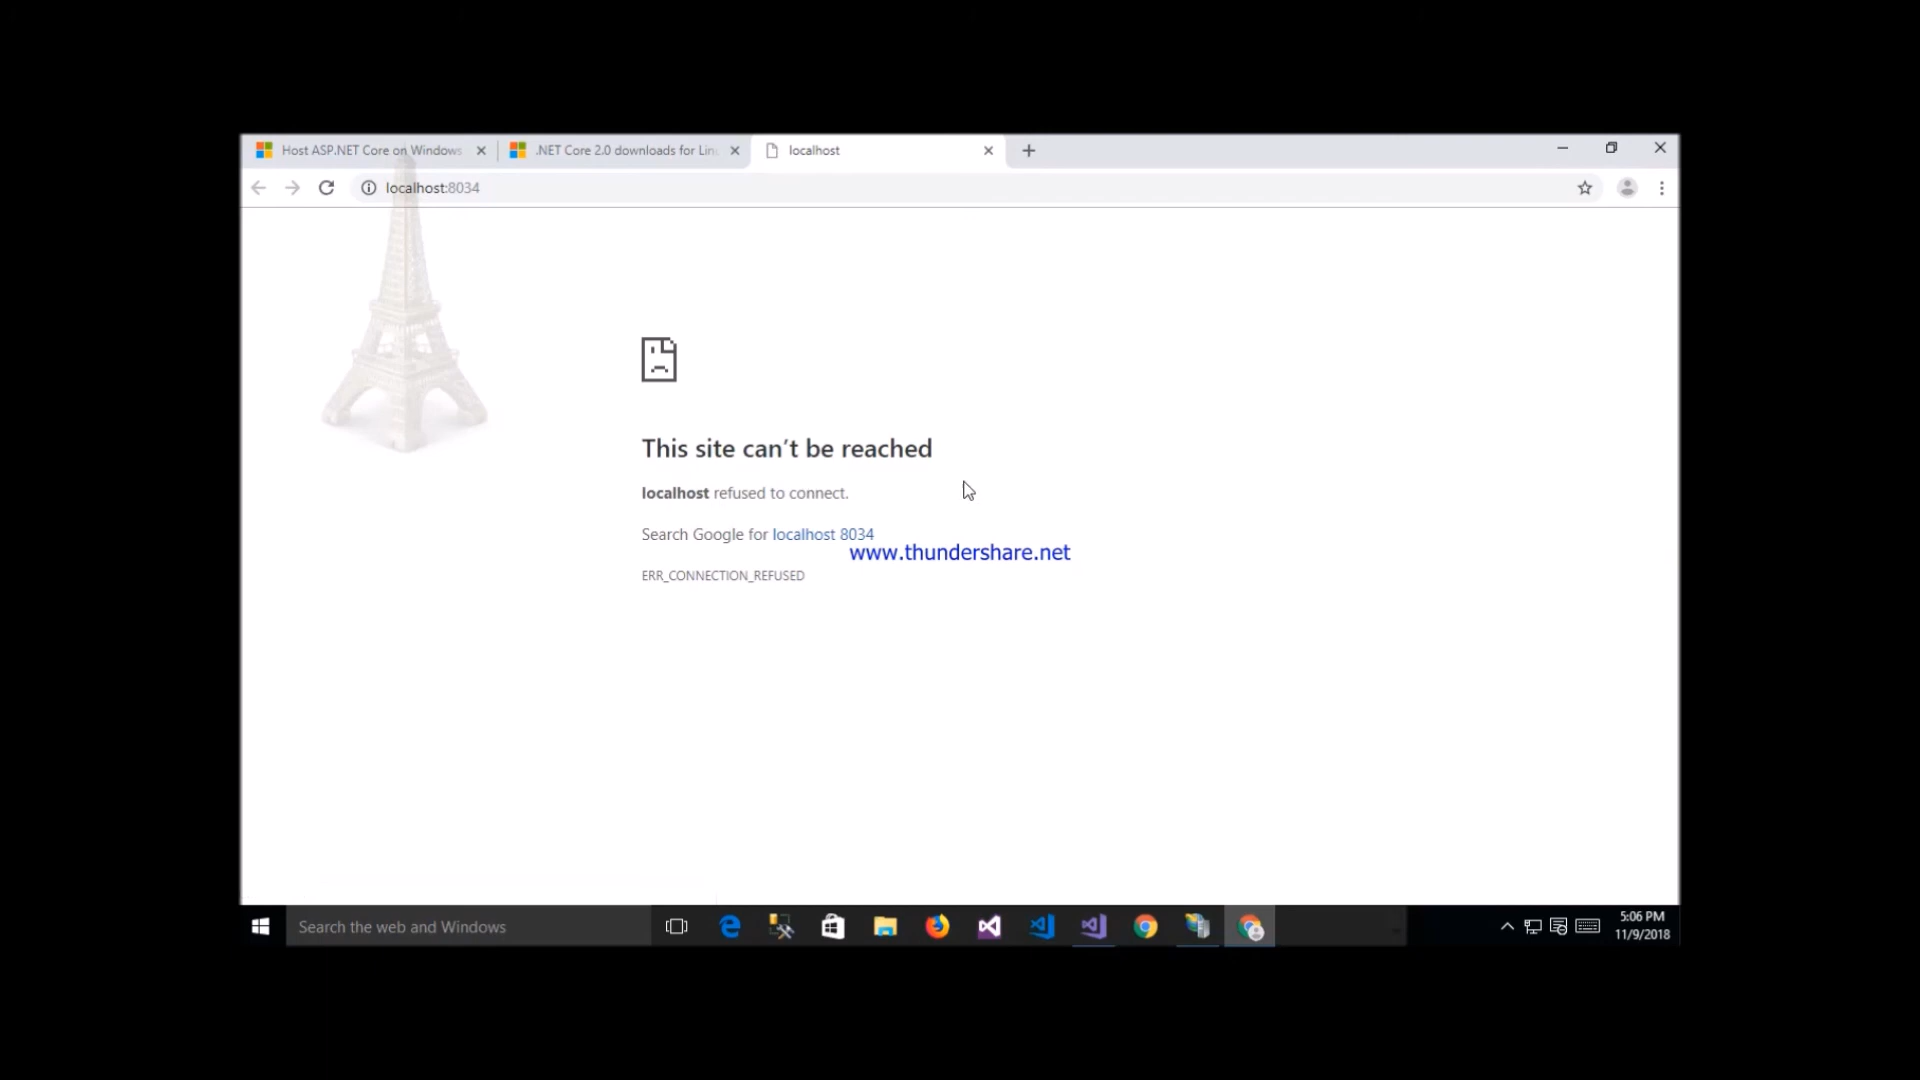 Host ASP.NET Core on Windows
.NET Core 2.0 downloads for Lin
localhost
localhost:8034
This site can't be reached
localhost refused to connect.
Search Google for localhost 8034
www.thundershare.net
ERR_CONNECTION_REFUSED
Search the web and Windows
5:06 PM
11/9/2018